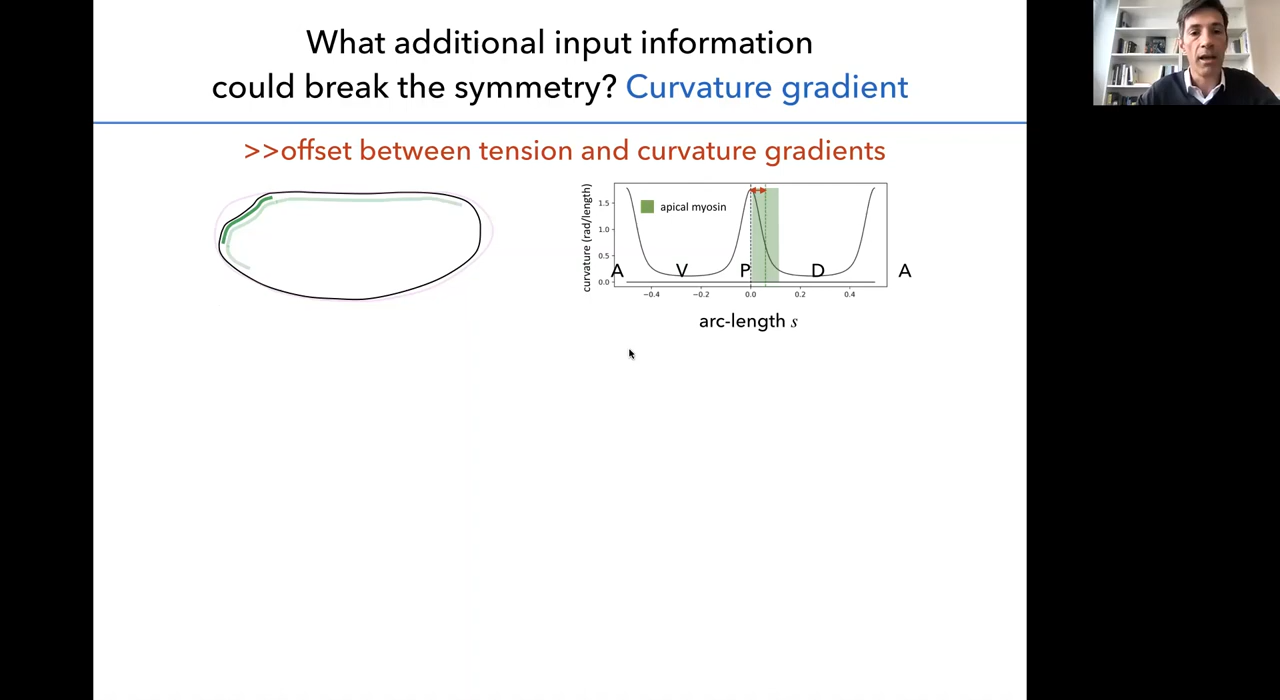 What additional input information
could break the symmetry? Curvature gradient
>>offset between tension and curvature gradients
curvature (rad/length)
1.5
1.0
0.5
0.0
apical myosin
A V P D A
−0.4 −0.2 0.0 0.2 0.4
arc-length s